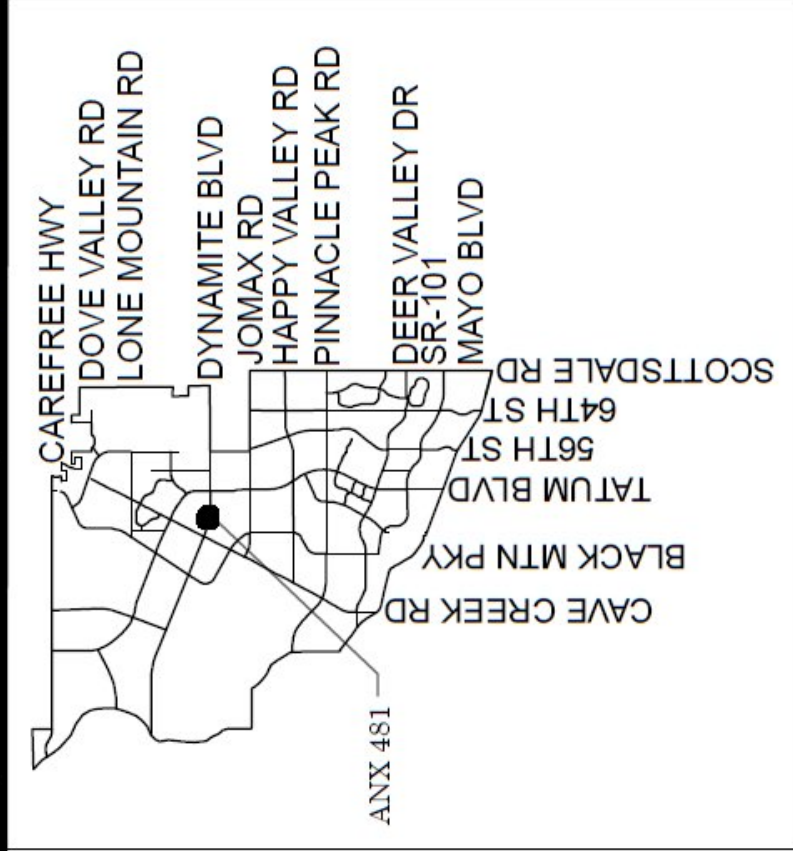 CAREFREE HWY
DOVE VALLEY RD
LONE MOUNTAIN RD
DYNAMITE BLVD
JOMAX RD
HAPPY VALLEY RD
PINNACLE PEAK RD
DEER VALLEY DR
SR-101
MAYO BLVD
SCOTTSDALE RD
64TH ST
56TH ST
TATUM BLVD
BLACK MTN PKY
CAVE CREEK RD
ANX 481